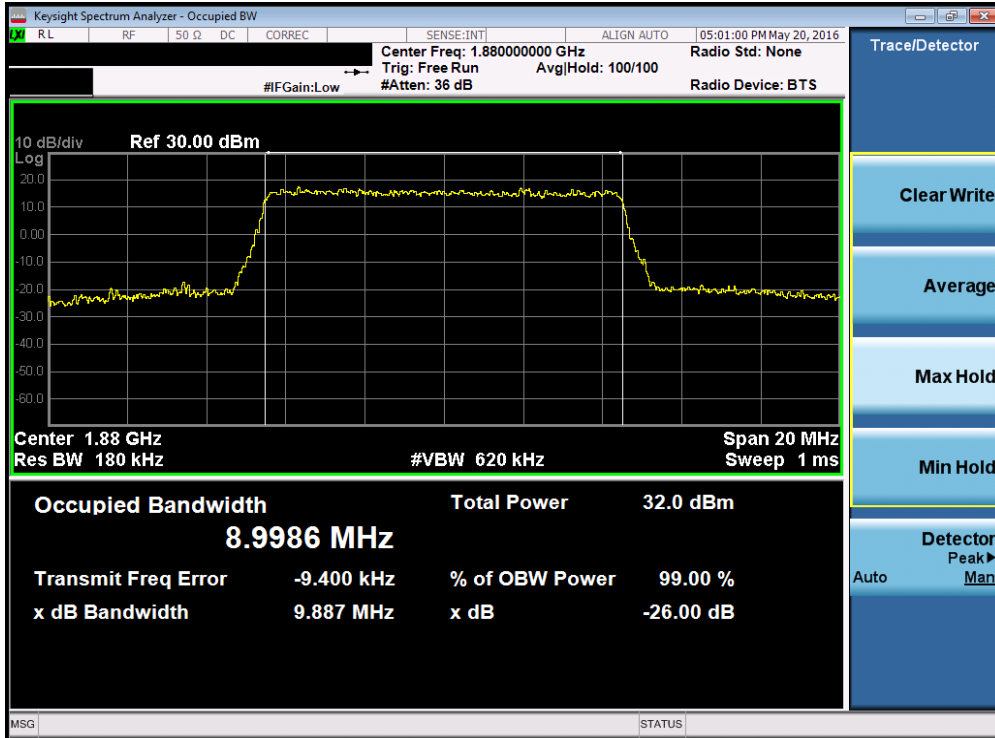 Keysight Spectrum Analyzer - Occupied BW
LXI RL RF 50 Ω DC CORREC SENSE:INT ALIGN AUTO 05:01:00 PM May 20, 2016
Center Freq: 1.880000000 GHz Radio Std: None
Trig: Free Run Avg|Hold: 100/100
#IFGain:Low #Atten: 36 dB Radio Device: BTS
10 dB/div Ref 30.00 dBm
Log
20.0
10.0
0.00
-10.0
-20.0
-30.0
-40.0
-50.0
-60.0
Center 1.88 GHz Span 20 MHz
Res BW 180 kHz #VBW 620 kHz Sweep 1 ms
Occupied Bandwidth Total Power 32.0 dBm
8.9986 MHz
Transmit Freq Error -9.400 kHz % of OBW Power 99.00 %
x dB Bandwidth 9.887 MHz x dB -26.00 dB
MSG STATUS
Trace/Detector
Clear Write
Average
Max Hold
Min Hold
Detector
Peak▶
Auto Man